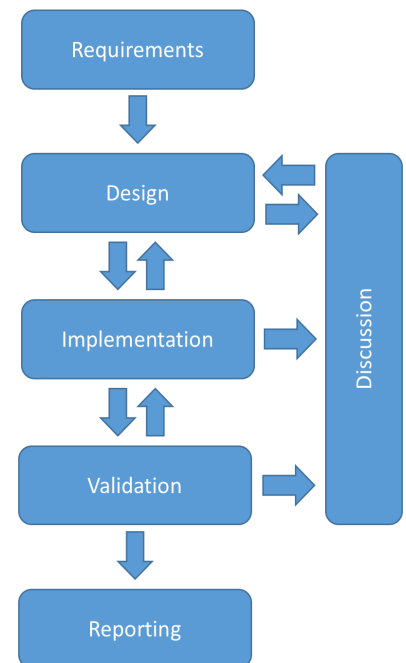 Requirements
Design
Implementation
Discussion
Validation
Reporting